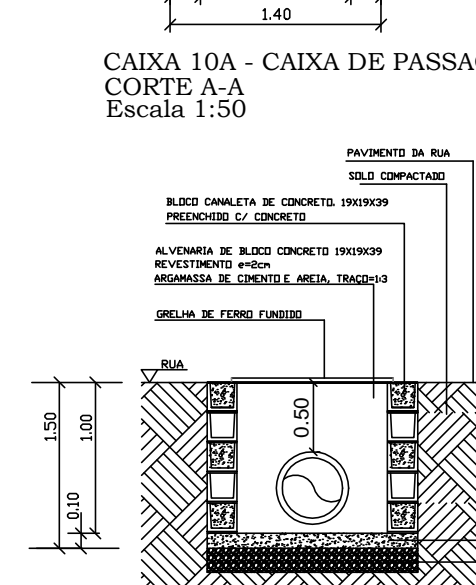 1.40
CAIXA 10A - CAIXA DE PASSA
CORTE A-A
Escala 1:50
PAVIMENTO DA RUA
SOLO COMPACTADO
BLOCO CANALETA DE CONCRETO. 19X19X39
PREENCHIDO C/ CONCRETO
ALVENARIA DE BLOCO CONCRETO 19X19X39
REVESTIMENTO e=2cm
ARGAMASSA DE CIMENTO E AREIA, TRAÇO=1:3
GRELHA DE FERRO FUNDIDO
RUA
1.50
1.00
0.50
0.10